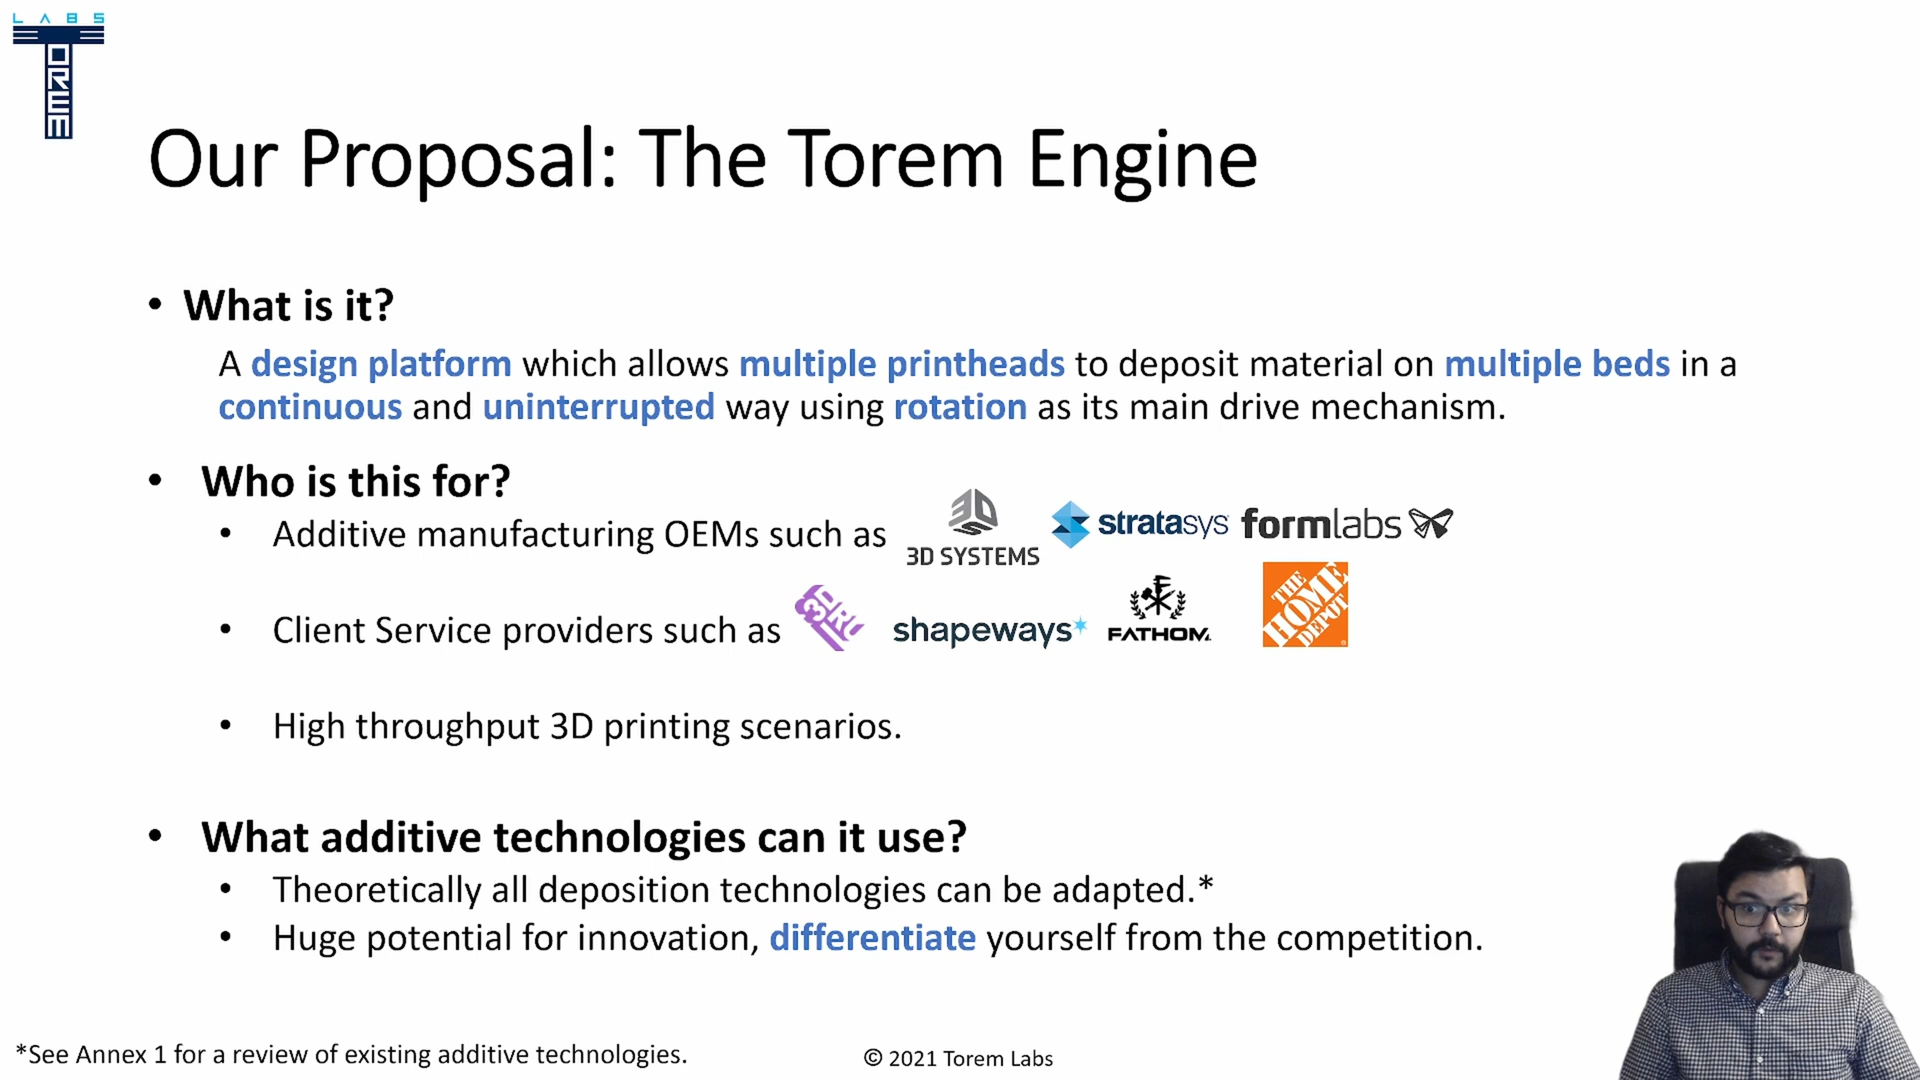 LABS
TOREM
Our Proposal: The Torem Engine
• What is it?
A design platform which allows multiple printheads to deposit material on multiple beds in a
continuous and uninterrupted way using rotation as its main drive mechanism.
• Who is this for?
• Additive manufacturing OEMs such as 3DS 3D SYSTEMS stratasys formlabs
• Client Service providers such as shapeways FATHOM. THE HOME DEPOT
• High throughput 3D printing scenarios.
• What additive technologies can it use?
• Theoretically all deposition technologies can be adapted.*
• Huge potential for innovation, differentiate yourself from the competition.
*See Annex 1 for a review of existing additive technologies.
© 2021 Torem Labs